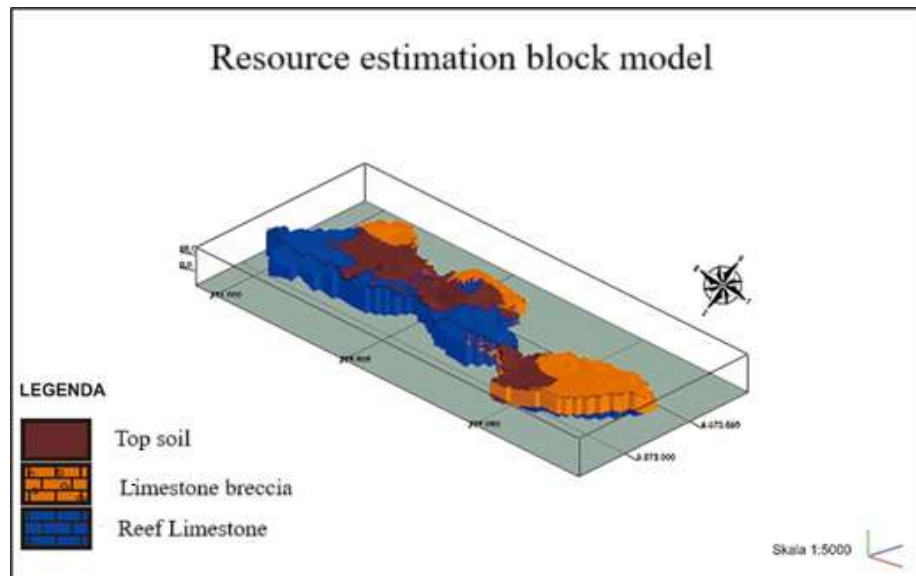 Resource estimation block model
LEGENDA
Top soil
Limestone breccia
Reef Limestone
Skala 1:5000